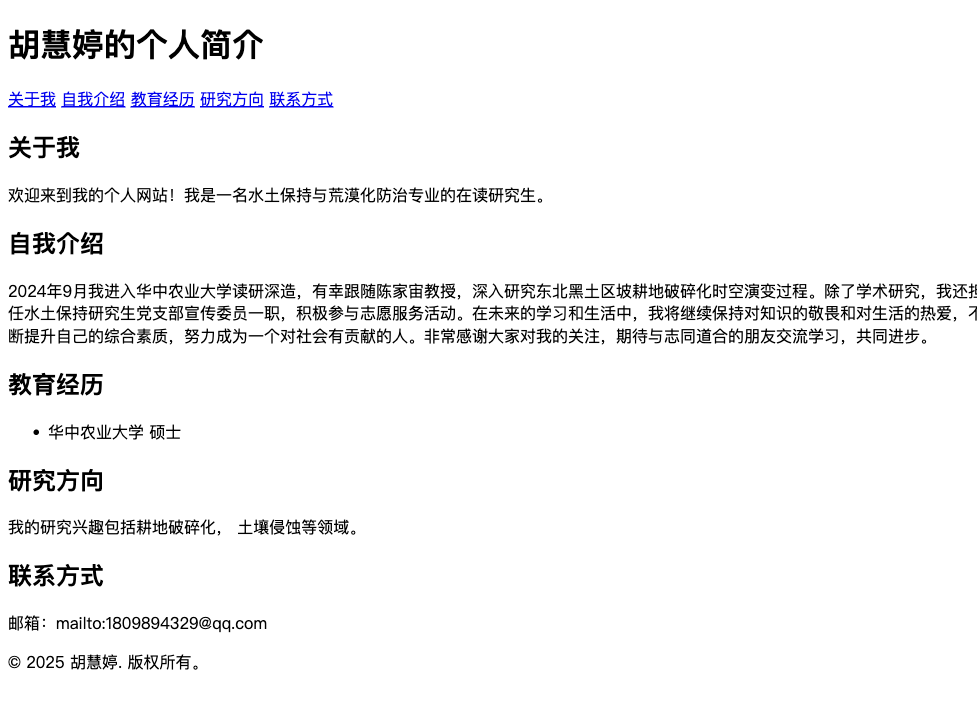 胡慧婷的个人简介
关于我 自我介绍 教育经历 研究方向 联系方式
关于我
欢迎来到我的个人网站！我是一名水土保持与荒漠化防治专业的在读研究生。
自我介绍
2024年9月我进入华中农业大学读研深造，有幸跟随陈家宙教授，深入研究东北黑土区坡耕地破碎化时空演变过程。除了学术研究，我还担
任水土保持研究生党支部宣传委员一职，积极参与志愿服务活动。在未来的学习和生活中，我将继续保持对知识的敬畏和对生活的热爱，不
断提升自己的综合素质，努力成为一个对社会有贡献的人。非常感谢大家对我的关注，期待与志同道合的朋友交流学习，共同进步。
教育经历
• 华中农业大学 硕士
研究方向
我的研究兴趣包括耕地破碎化， 土壤侵蚀等领域。
联系方式
邮箱：mailto:1809894329@qq.com
© 2025 胡慧婷. 版权所有。